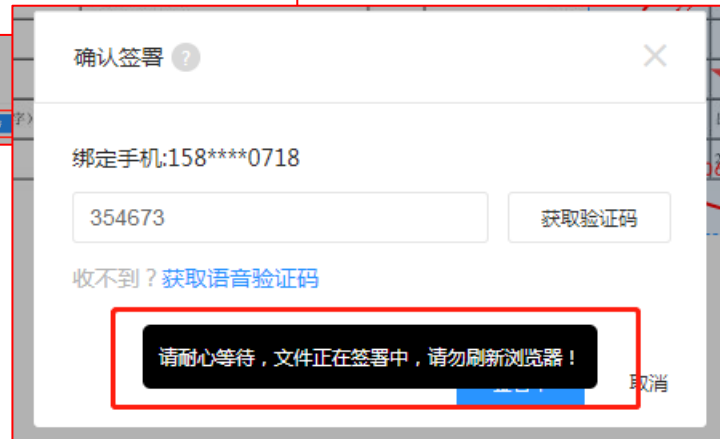 确认签署 ?
字)
绑定手机:158****0718
354673
获取验证码
收不到？获取语音验证码
请耐心等待，文件正在签署中，请勿刷新浏览器！
取消